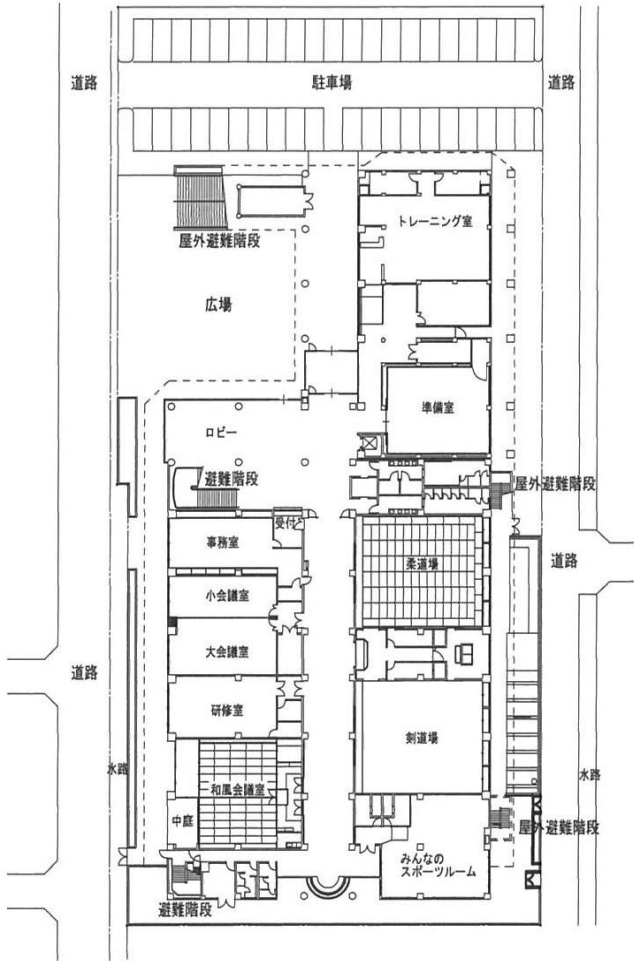 道路
駐車場
道路
トレーニング室
屋外避難階段
広場
準備室
ロビー
避難階段
屋外避難階段
受付
事務室
柔道場
道路
小会議室
大会議室
道路
研修室
剣道場
水路
水路
和風会議室
中庭
屋外避難階段
みんなの
スポーツルーム
避難階段